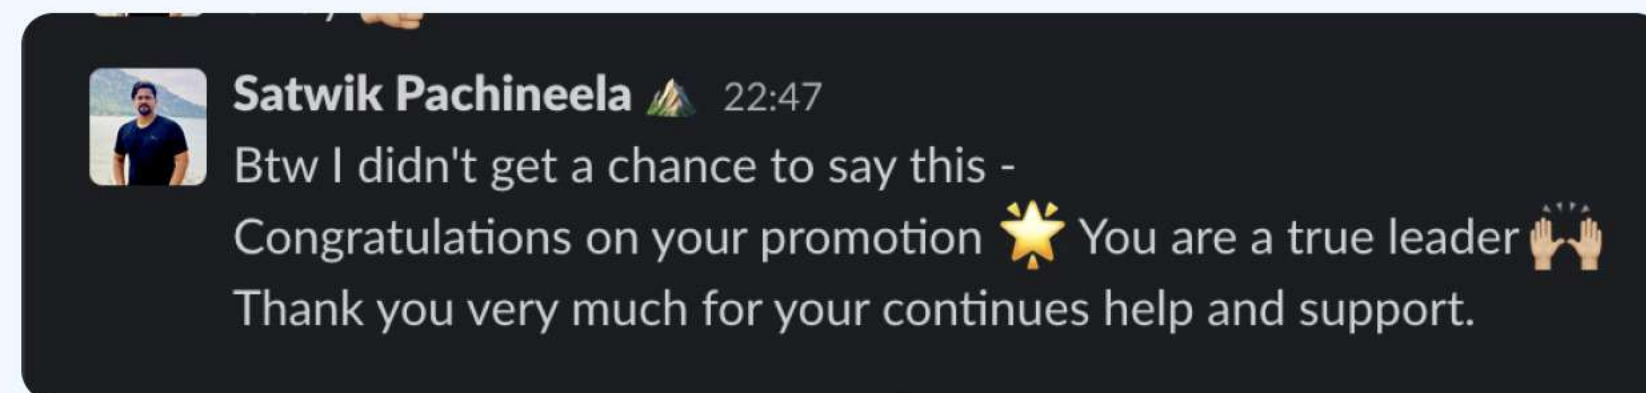 Satwik Pachineela 22:47
Btw I didn't get a chance to say this -
Congratulations on your promotion 🌟 You are a true leader 🙌🏼
Thank you very much for your continues help and support.